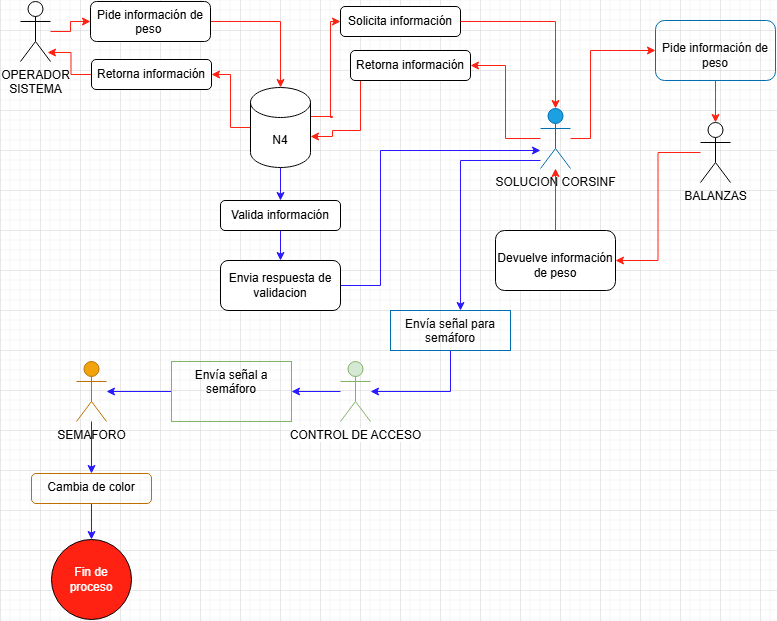 Pide información de
peso
Solicita información
OPERADOR
SISTEMA
Retorna información
Retorna información
Pide información de
peso
N4
SOLUCION CORSINF
BALANZAS
Valida información
Envia respuesta de
validacion
Devuelve información
de peso
Envía señal para
semáforo
Envía señal a
semáforo
SEMAFORO
CONTROL DE ACCESO
Cambia de color
Fin de
proceso